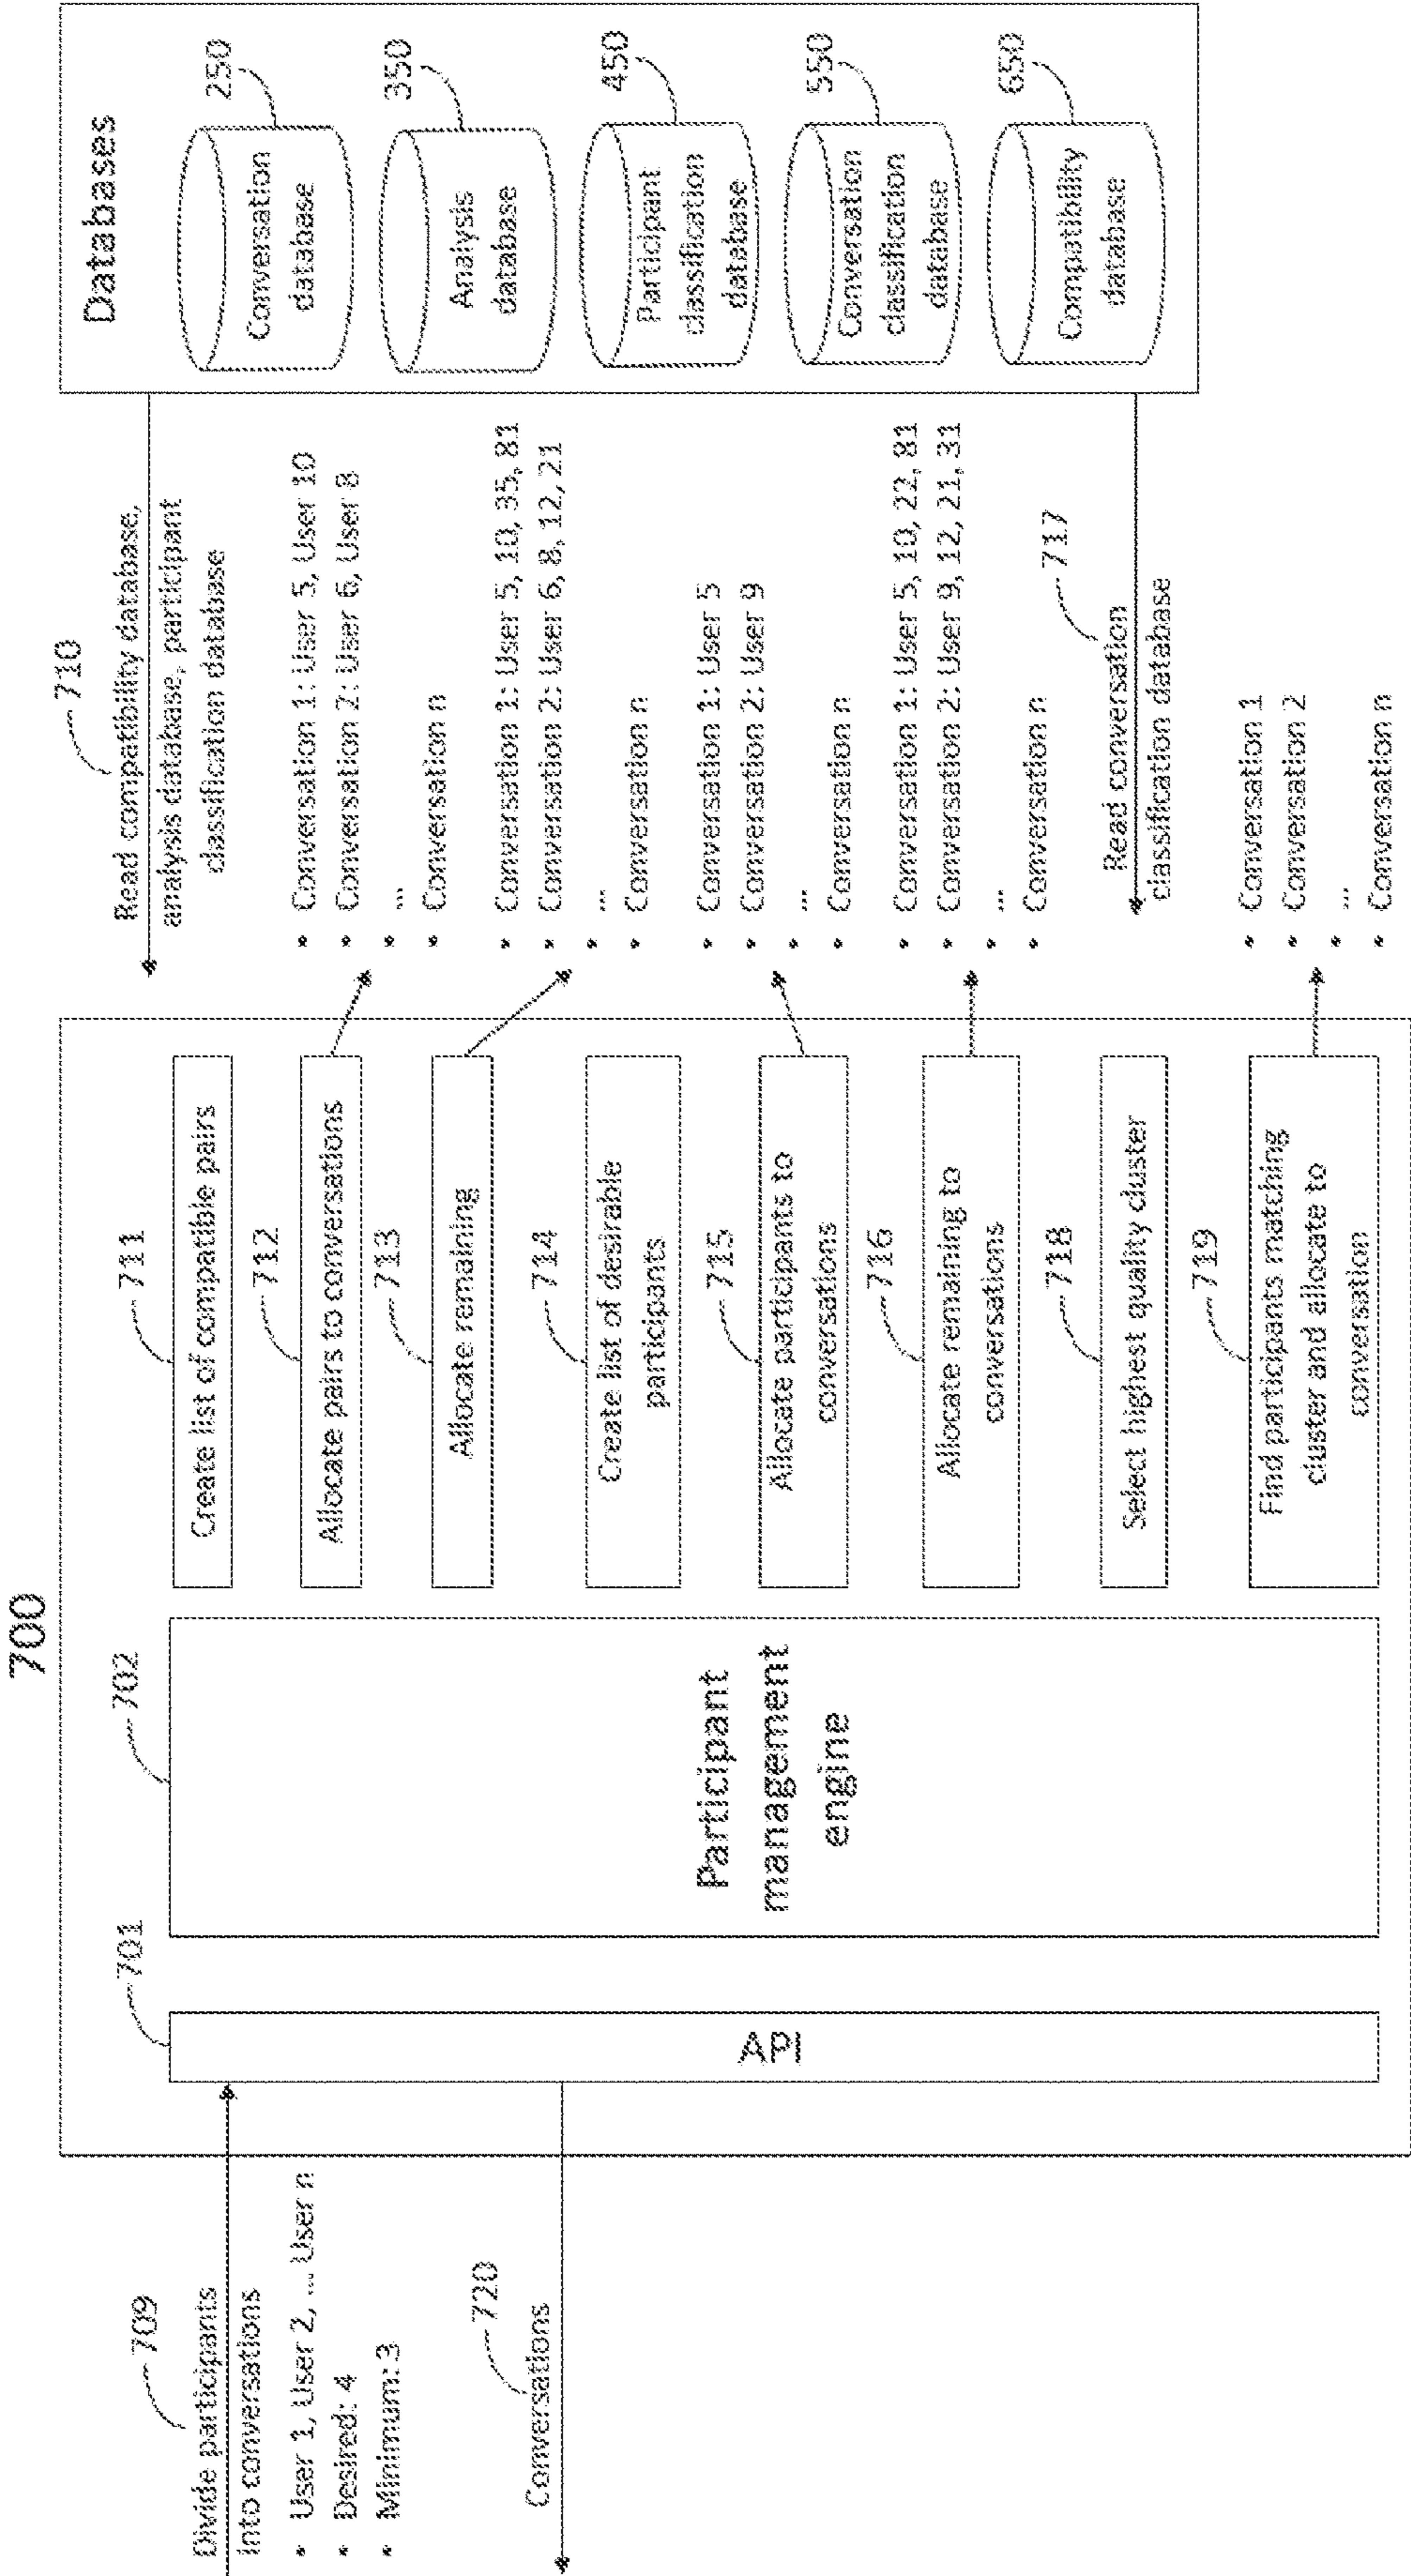 700
709
Divide participants
into conversations
• User 1, User 2, ... User n
• Desired: 4
• Minimum: 3
720
Conversations
701
API
702
Participant
management
engine
711
Create list of compatible pairs
712
Allocate pairs to conversations
713
Allocate remaining
714
Create list of desirable
participants
715
Allocate participants to
conversations
716
Allocate remaining to
conversations
718
Select highest quality cluster
719
Find participants matching
cluster and allocate to
conversation
710
Read compatibility database,
analysis database, participant
classification database
• Conversation 1: User 5, User 10
• Conversation 2: User 6, User 8
• ...
• Conversation n
• Conversation 1: User 5, 10, 35, 81
• Conversation 2: User 6, 8, 12, 21
• ...
• Conversation n
• Conversation 1: User 5
• Conversation 2: User 9
• ...
• Conversation n
• Conversation 1: User 5, 10, 22, 81
• Conversation 2: User 9, 12, 21, 31
• ...
• Conversation n
717
Read conversation
classification database
• Conversation 1
• Conversation 2
• ...
• Conversation n
Databases
250
Conversation
database
350
Analysis
database
450
Participant
classification
database
550
Conversation
classification
database
650
Compatibility
database